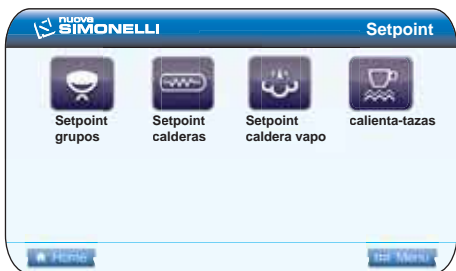 nuova
SIMONELLI
Setpoint
Setpoint grupos
Setpoint calderas
Setpoint caldera vapo
calienta-tazas
Home
Menu